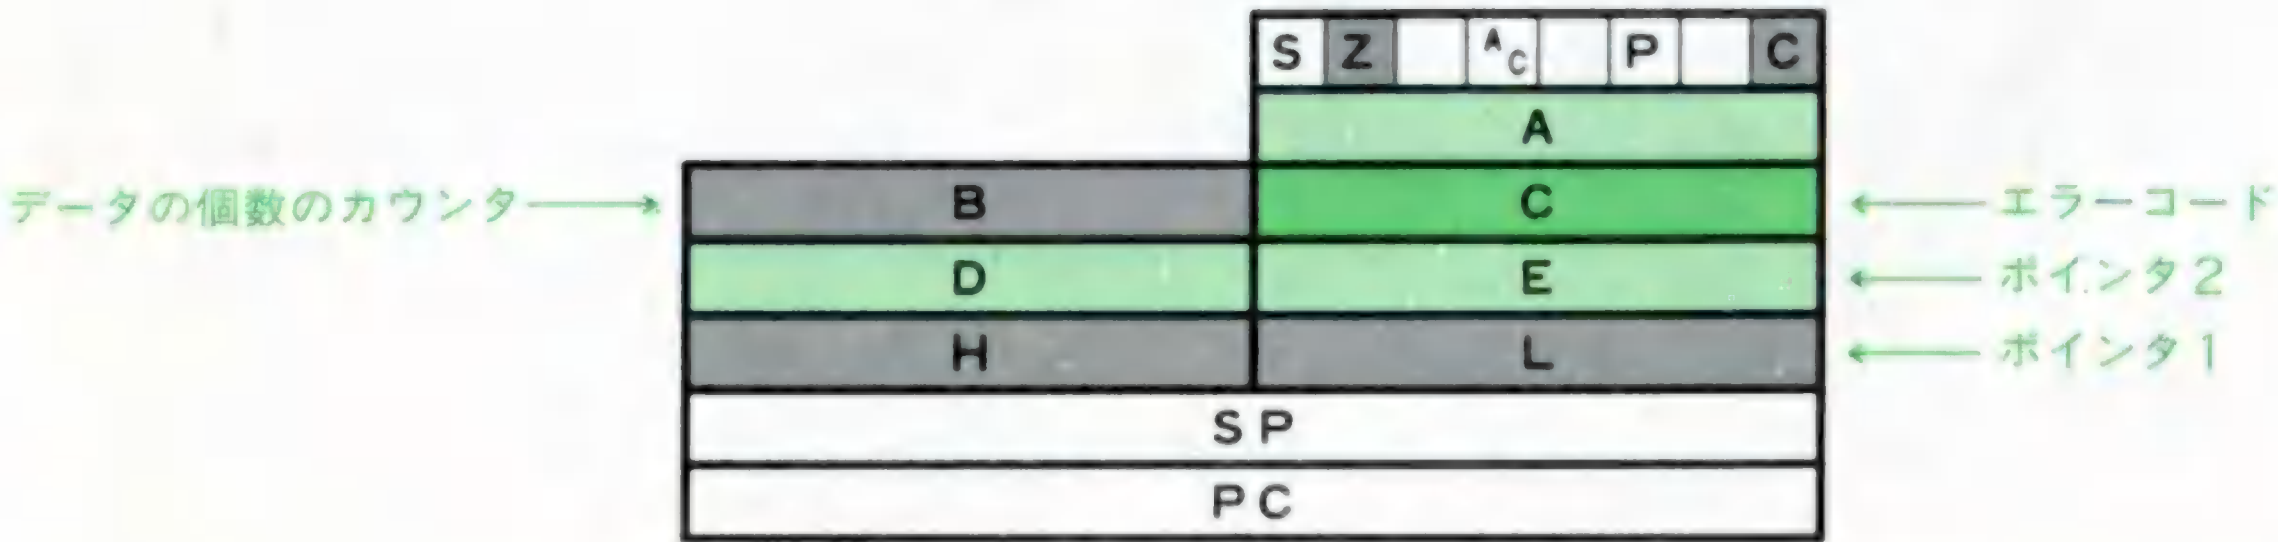 S Z A C P C
A
データの個数のカウンタ B C エラーコード
D E ポインタ2
H L ポインタ1
SP
PC